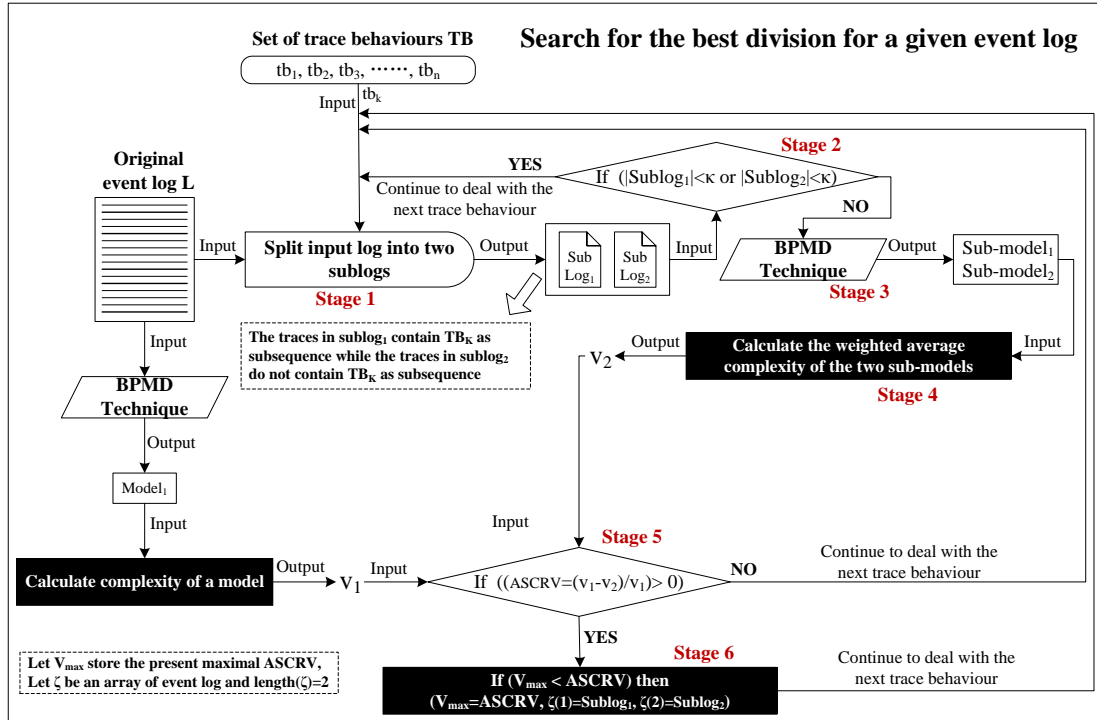 Search for the best division for a given event log
Set of trace behaviours TB
tb₁, tb₂, tb₃, ······, tbₙ
Input
tbₖ
Original
event log L
Input
Split input log into two
sublogs
Stage 1
Output
Sub
Log₁
Sub
Log₂
Input
Stage 2
If (|Sublog₁|<κ or |Sublog₂|<κ)
YES
Continue to deal with the
next trace behaviour
NO
BPMD
Technique
Stage 3
Output
Sub-model₁
Sub-model₂
Input
Calculate the weighted average
complexity of the two sub-models
Stage 4
Output
V₂
The traces in sublog₁ contain TB_K as
subsequence while the traces in sublog₂
do not contain TB_K as subsequence
Input
BPMD
Technique
Output
Model₁
Input
Calculate complexity of a model
Output
V₁
Input
Input
Stage 5
If ((ASCRV=(v₁-v₂)/v₁)> 0)
NO
Continue to deal with the
next trace behaviour
YES
Stage 6
If (V_max < ASCRV) then
(V_max=ASCRV, ζ(1)=Sublog₁, ζ(2)=Sublog₂)
Continue to deal with the
next trace behaviour
Let V_max store the present maximal ASCRV,
Let ζ be an array of event log and length(ζ)=2